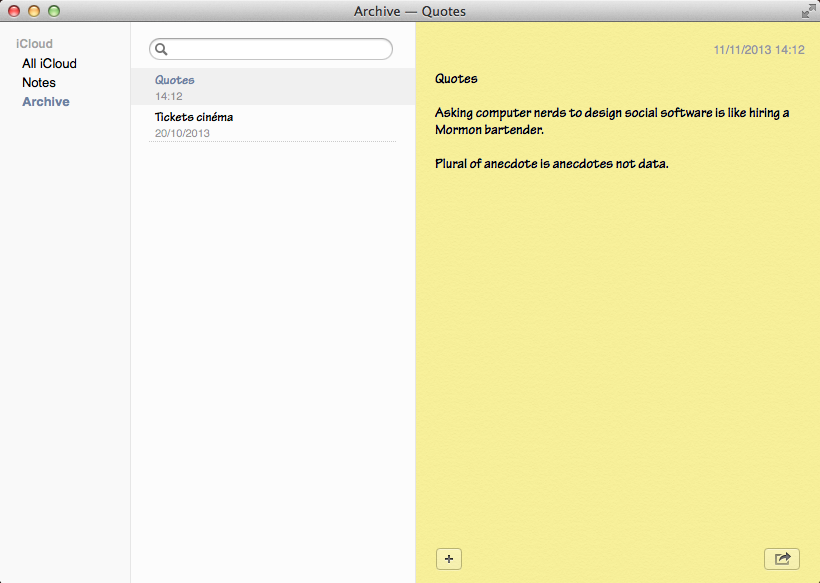 Archive — Quotes
iCloud
All iCloud
Notes
Archive
Quotes
14:12
Tickets cinéma
20/10/2013
11/11/2013 14:12
Quotes
Asking computer nerds to design social software is like hiring a
Mormon bartender.
Plural of anecdote is anecdotes not data.